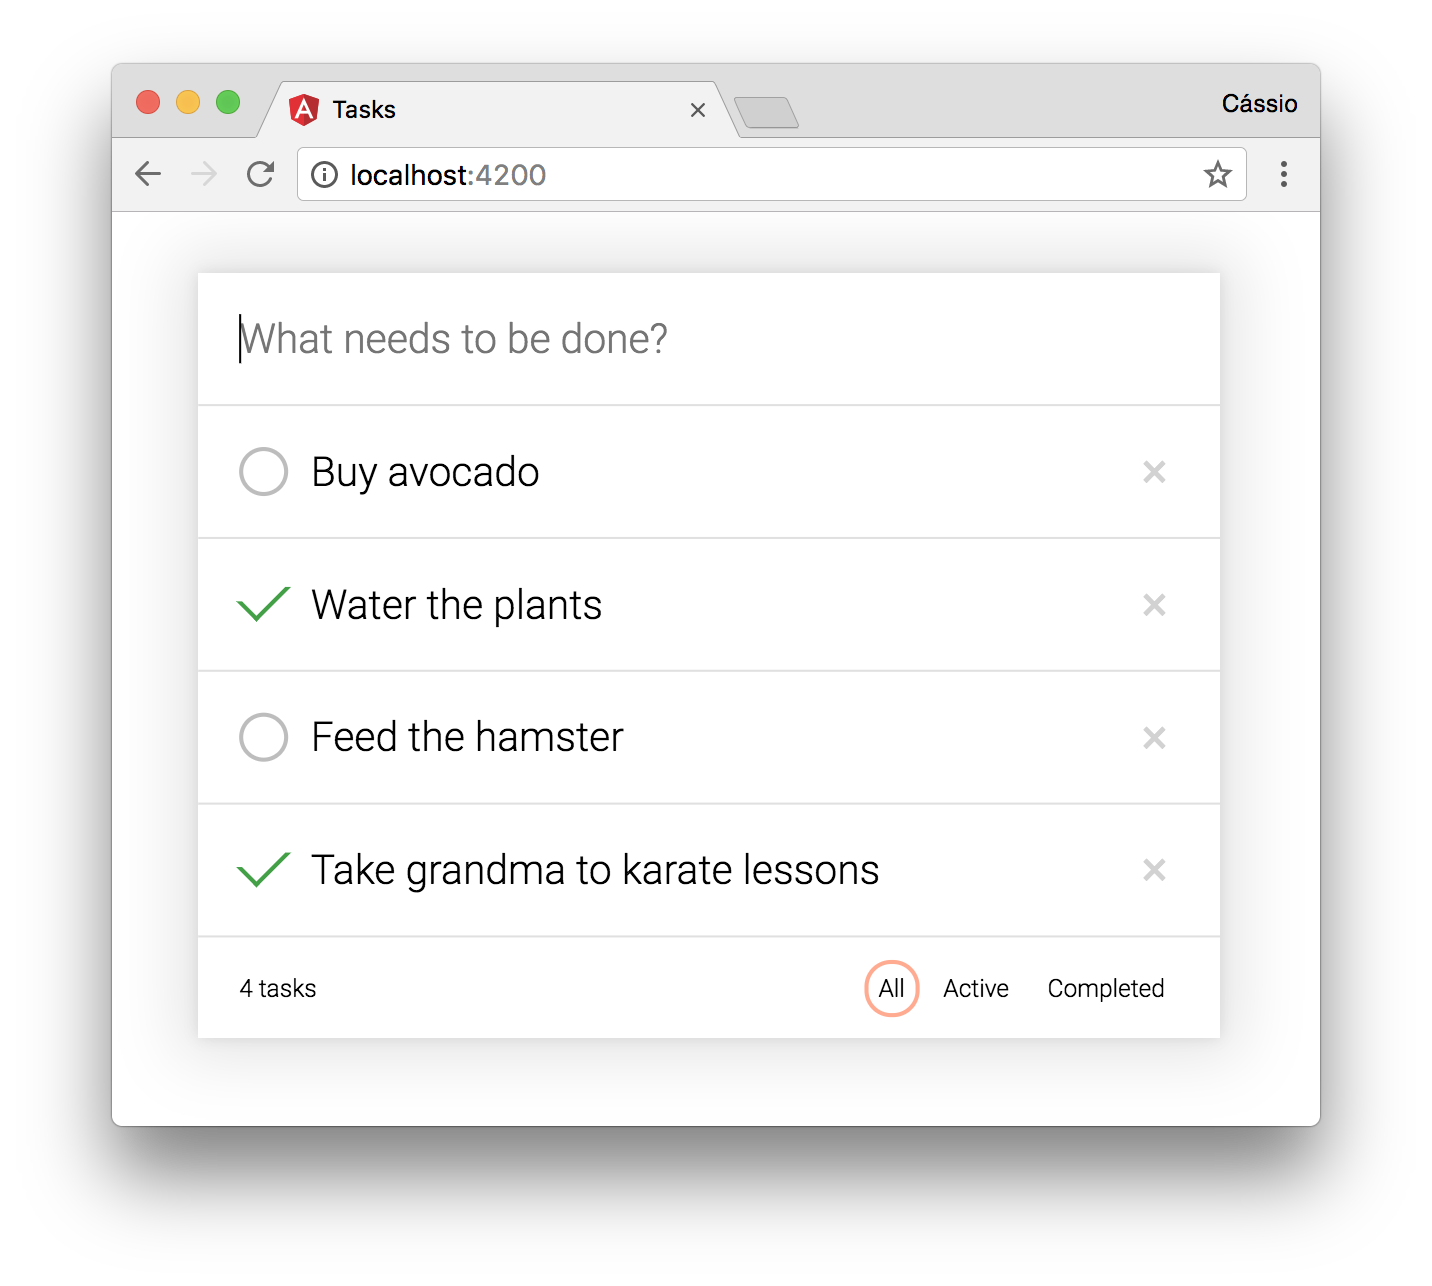 Tasks
Cássio
localhost:4200
What needs to be done?
Buy avocado
Water the plants
Feed the hamster
Take grandma to karate lessons
4 tasks All Active Completed